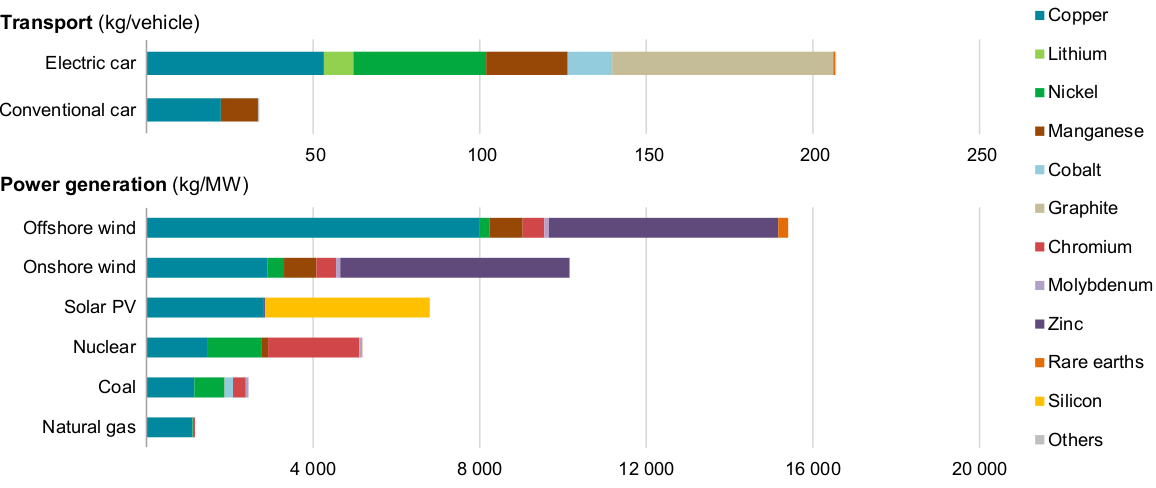 Transport (kg/vehicle)
Electric car
Conventional car
50 100 150 200 250
Power generation (kg/MW)
Offshore wind
Onshore wind
Solar PV
Nuclear
Coal
Natural gas
4 000 8 000 12 000 16 000 20 000
Copper
Lithium
Nickel
Manganese
Cobalt
Graphite
Chromium
Molybdenum
Zinc
Rare earths
Silicon
Others